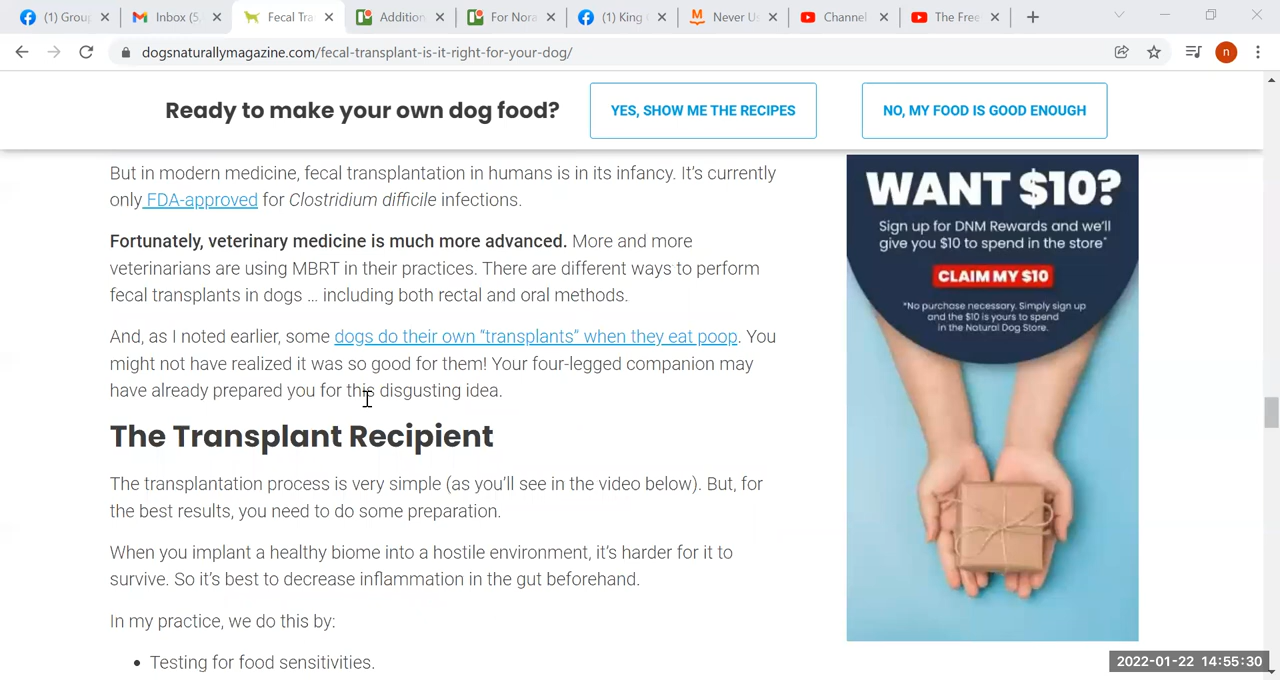 (1) Group
Inbox (5,
Fecal Tra
Addition
For Nora
(1) King
Never U
Channel
The Free
dogsnaturallymagazine.com/fecal-transplant-is-it-right-for-your-dog/
n
Ready to make your own dog food?
YES, SHOW ME THE RECIPES
NO, MY FOOD IS GOOD ENOUGH
But in modern medicine, fecal transplantation in humans is in its infancy. It's currently
only FDA-approved for Clostridium difficile infections.
Fortunately, veterinary medicine is much more advanced. More and more
veterinarians are using MBRT in their practices. There are different ways to perform
fecal transplants in dogs … including both rectal and oral methods.
And, as I noted earlier, some dogs do their own “transplants” when they eat poop. You
might not have realized it was so good for them! Your four-legged companion may
have already prepared you for this disgusting idea.
The Transplant Recipient
The transplantation process is very simple (as you'll see in the video below). But, for
the best results, you need to do some preparation.
When you implant a healthy biome into a hostile environment, it's harder for it to
survive. So it's best to decrease inflammation in the gut beforehand.
In my practice, we do this by:
• Testing for food sensitivities.
WANT $10?
Sign up for DNM Rewards and we'll
give you $10 to spend in the store*
CLAIM MY $10
*No purchase necessary. Simply sign up
and the $10 is yours to spend
in the Natural Dog Store.
2022-01-22 14:55:30